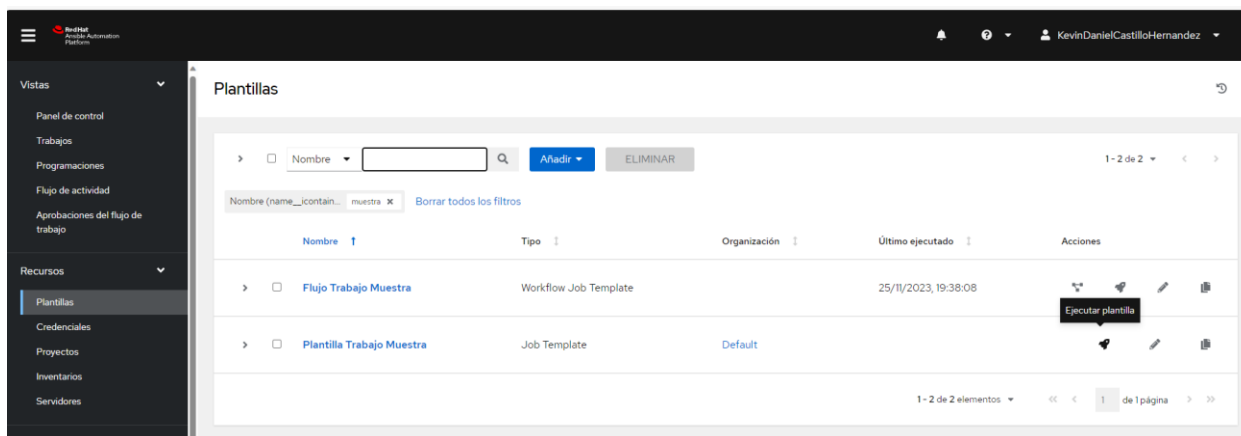 Red Hat
Ansible Automation
Platform
KevinDanielCastilloHernandez
Vistas
Panel de control
Trabajos
Programaciones
Flujo de actividad
Aprobaciones del flujo de
trabajo
Recursos
Plantillas
Credenciales
Proyectos
Inventarios
Servidores
Plantillas
Nombre
Añadir
ELIMINAR
1 - 2 de 2
Nombre (name__icontain... muestra
Borrar todos los filtros
Nombre Tipo Organización Último ejecutado Acciones
Flujo Trabajo Muestra Workflow Job Template 25/11/2023, 19:38:08
Ejecutar plantilla
Plantilla Trabajo Muestra Job Template Default
1 - 2 de 2 elementos 1 de 1 página